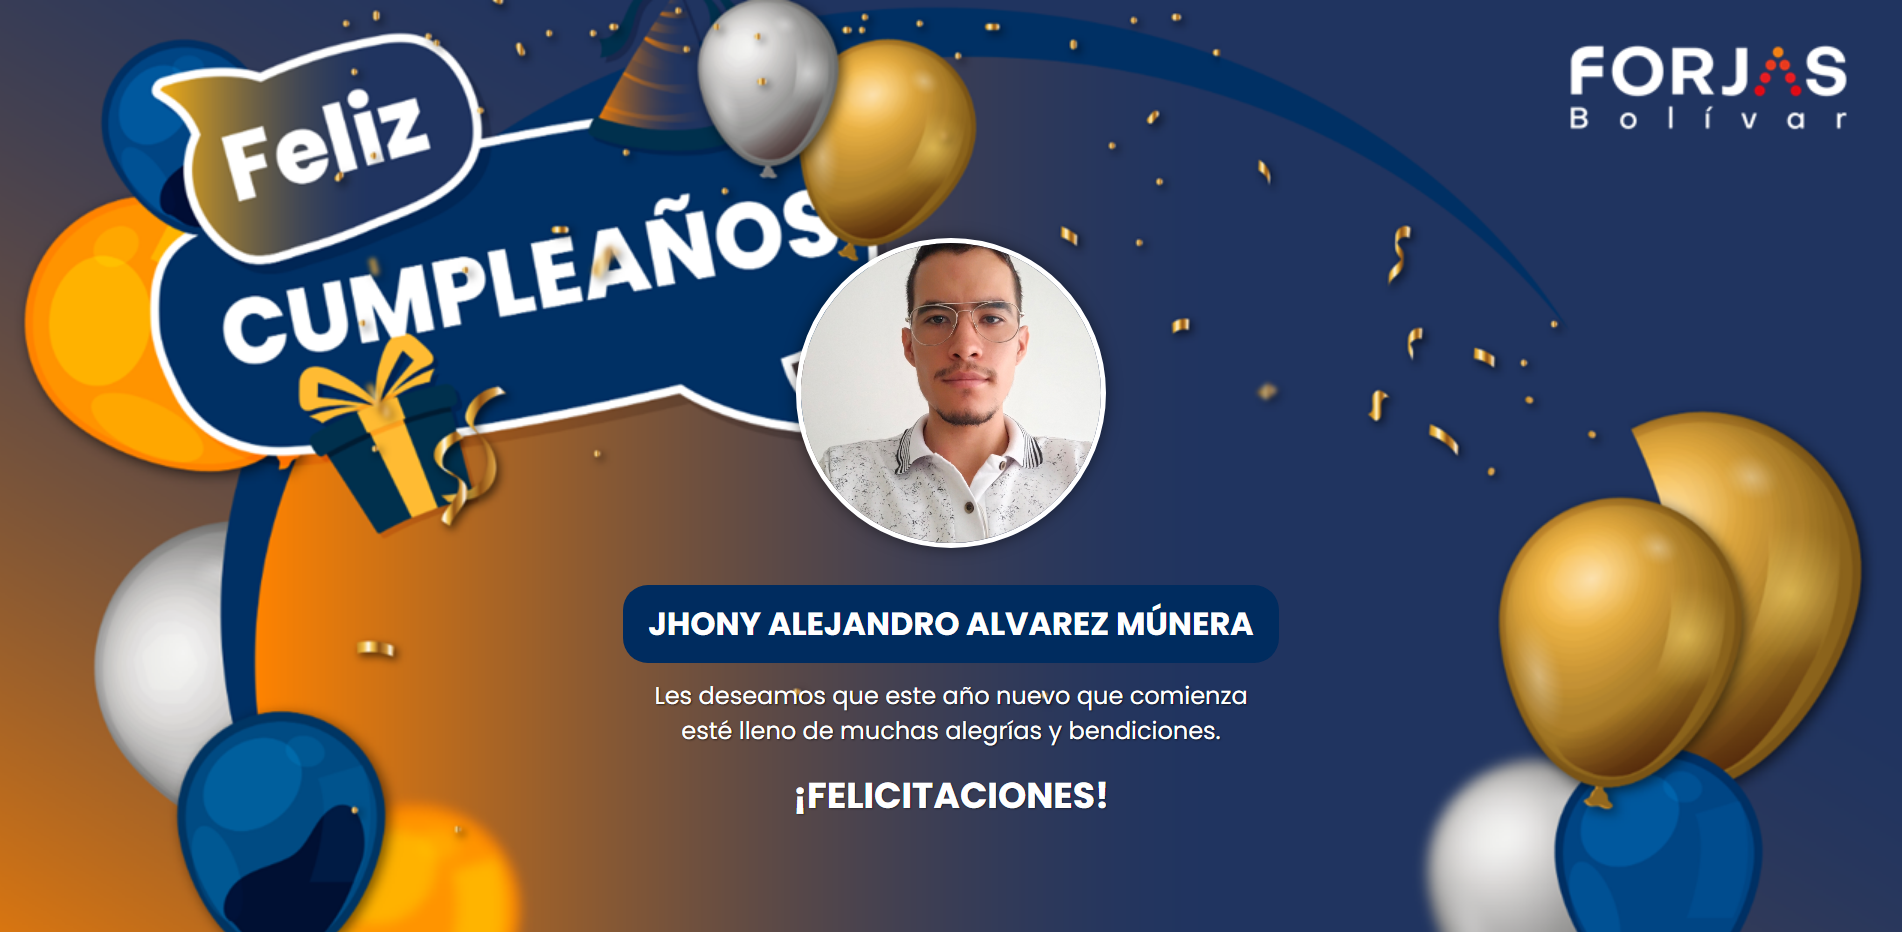 Feliz
CUMPLEAÑOS!
FORJAS
Bolívar
JHONY ALEJANDRO ALVAREZ MÚNERA
Les deseamos que este año nuevo que comienza
esté lleno de muchas alegrías y bendiciones.
¡FELICITACIONES!